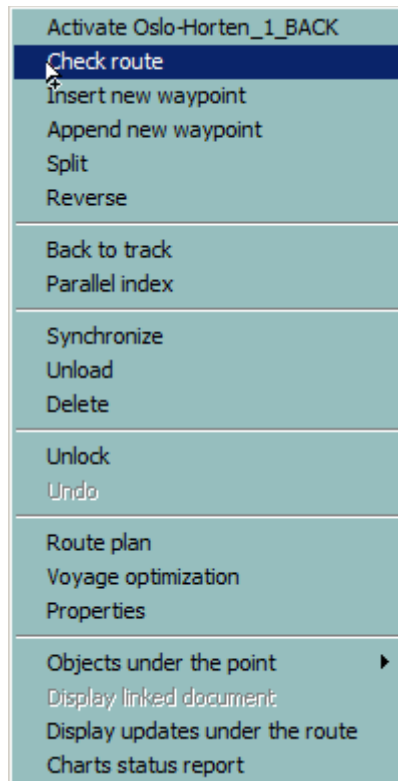 Activate Oslo-Horten_1_BACK
Check route
Insert new waypoint
Append new waypoint
Split
Reverse
Back to track
Parallel index
Synchronize
Unload
Delete
Unlock
Undo
Route plan
Voyage optimization
Properties
Objects under the point
Display linked document
Display updates under the route
Charts status report